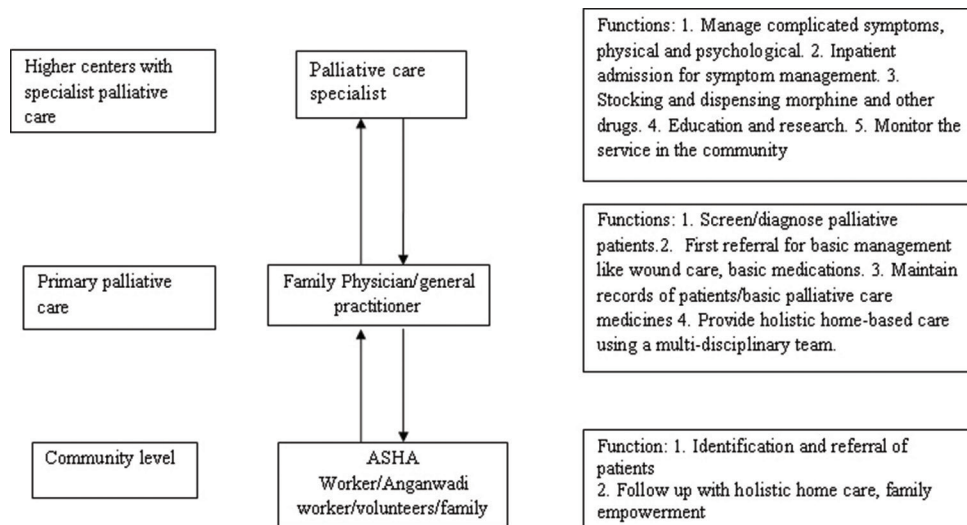 Higher centers with
specialist palliative
care
Palliative care
specialist
Functions: 1. Manage complicated symptoms,
physical and psychological. 2. Inpatient
admission for symptom management. 3.
Stocking and dispensing morphine and other
drugs. 4. Education and research. 5. Monitor the
service in the community
Primary palliative
care
Family Physician/general
practitioner
Functions: 1. Screen/diagnose palliative
patients.2. First referral for basic management
like wound care, basic medications. 3. Maintain
records of patients/basic palliative care
medicines 4. Provide holistic home-based care
using a multi-disciplinary team.
Community level
ASHA
Worker/Anganwadi
worker/volunteers/family
Function: 1. Identification and referral of
patients
2. Follow up with holistic home care, family
empowerment